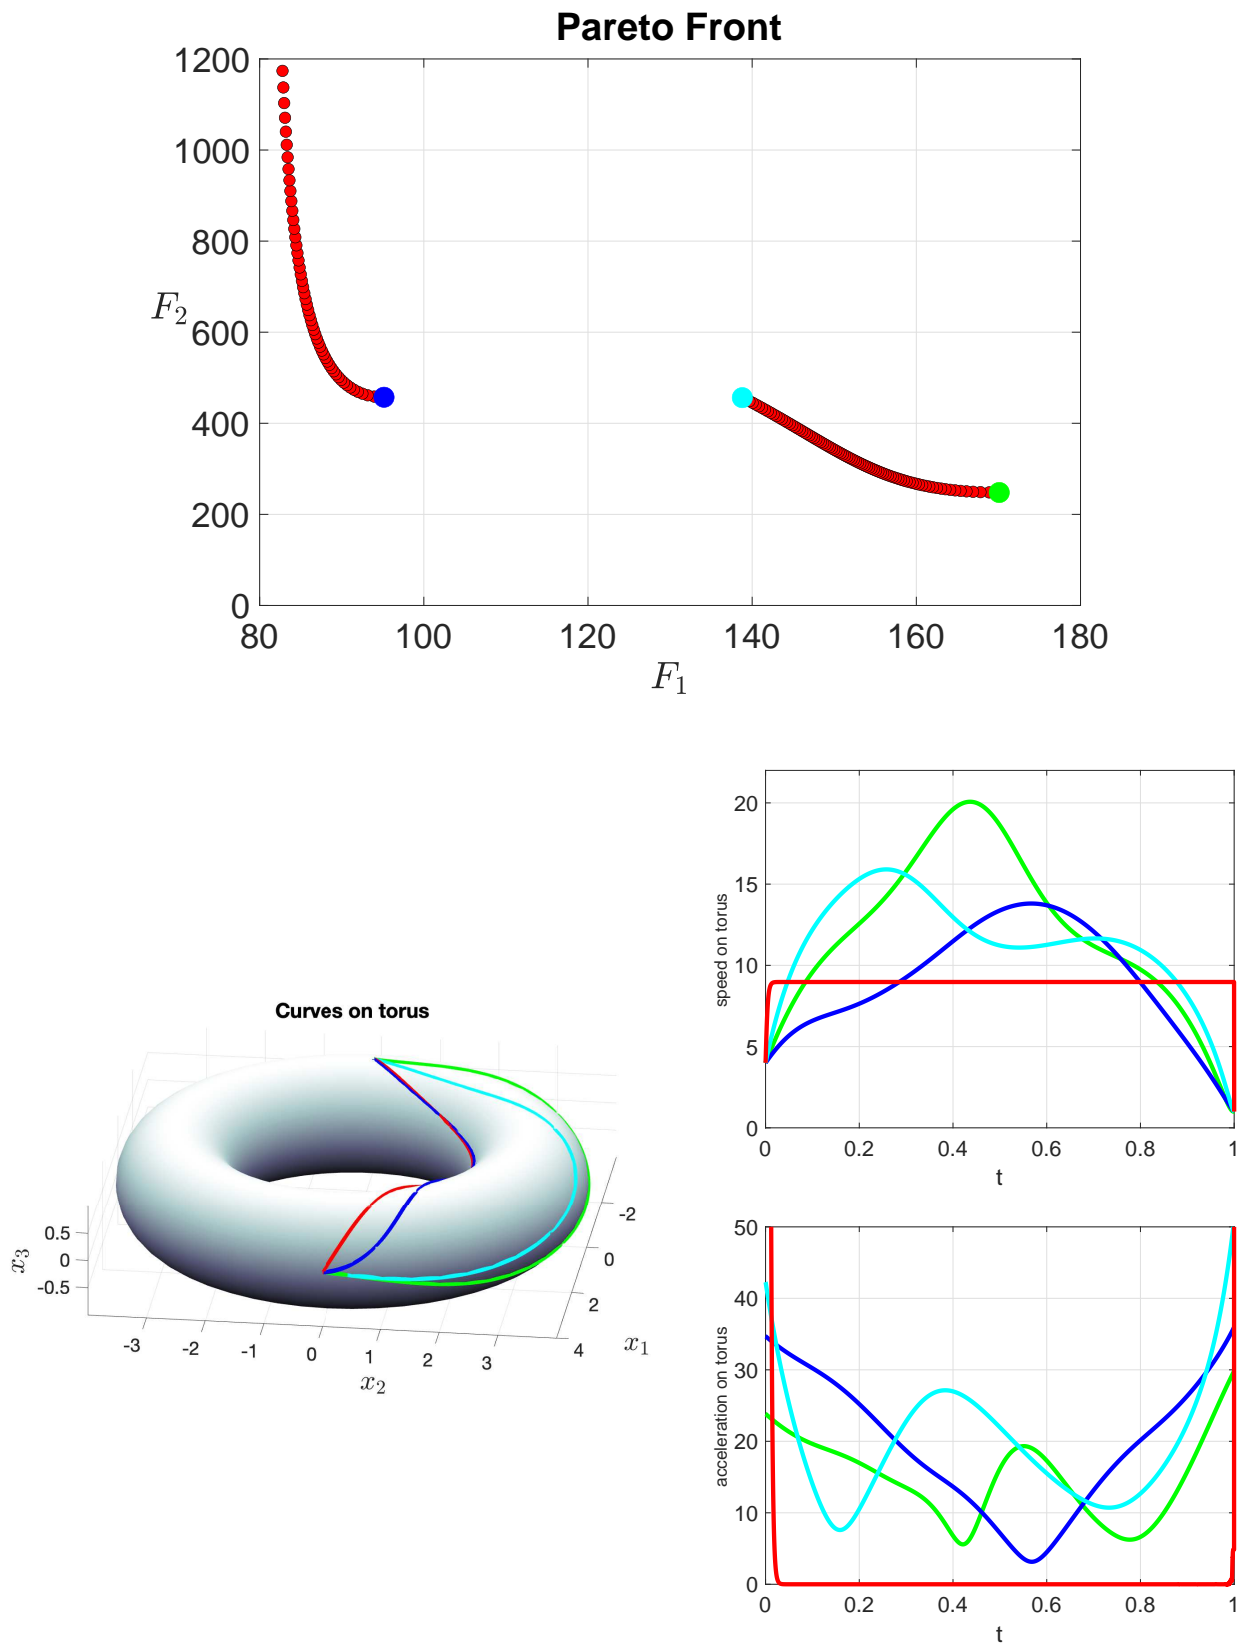 Pareto Front
1200
1000
800
600
400
200
0
F₂
80 100 120 140 160 180
F₁
20
15
10
5
0
speed on torus
0 0.2 0.4 0.6 0.8 1
t
Curves on torus
0.5
0
-0.5
x₃
-3 -2 -1 0 1 2 3
x₂
-2
0
2
4
x₁
50
40
30
20
10
0
acceleration on torus
0 0.2 0.4 0.6 0.8 1
t